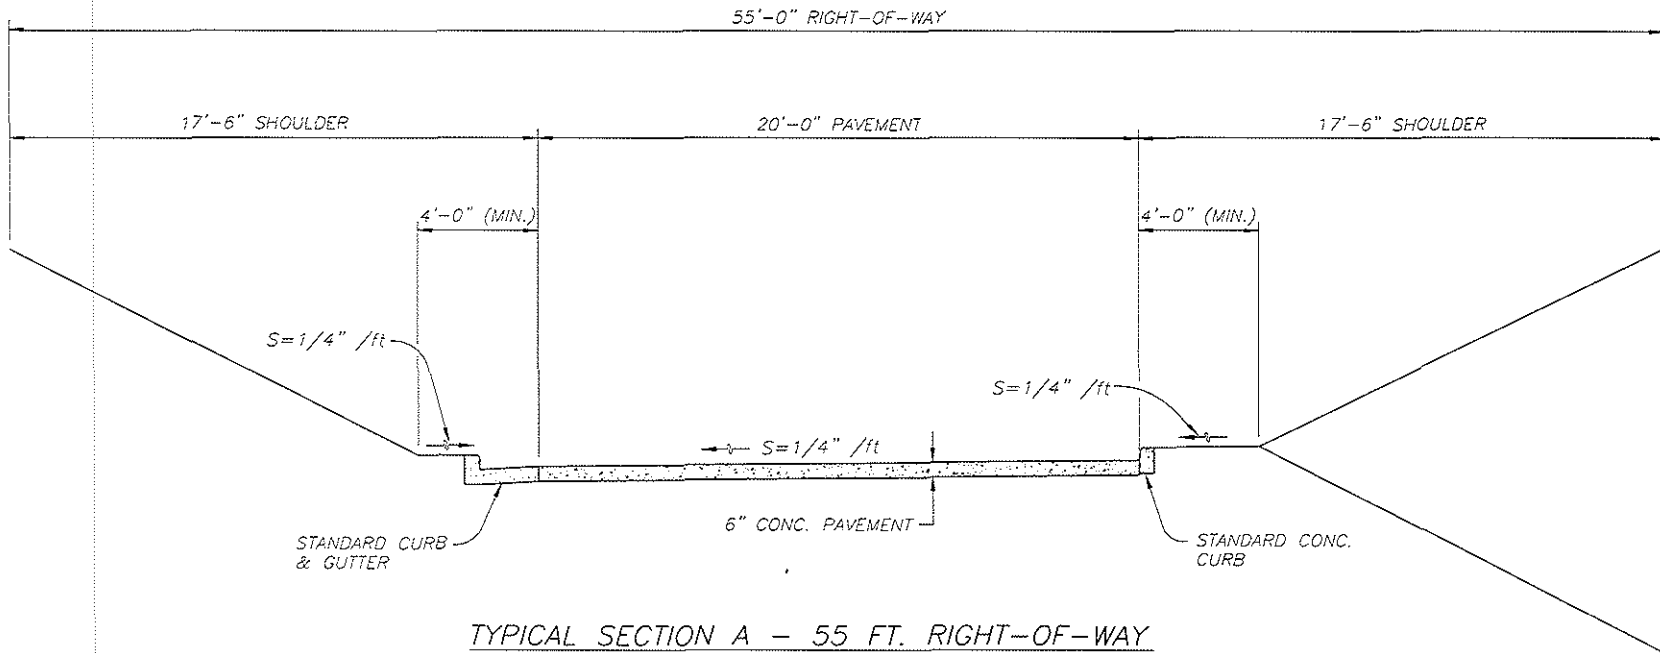 55'-0" RIGHT-OF-WAY
17'-6" SHOULDER
20'-0" PAVEMENT
17'-6" SHOULDER
4'-0" (MIN.)
4'-0" (MIN.)
S=1/4" /ft
S=1/4" /ft
S=1/4" /ft
6" CONC. PAVEMENT
STANDARD CURB
& GUTTER
STANDARD CONC.
CURB
TYPICAL SECTION A - 55 FT. RIGHT-OF-WAY